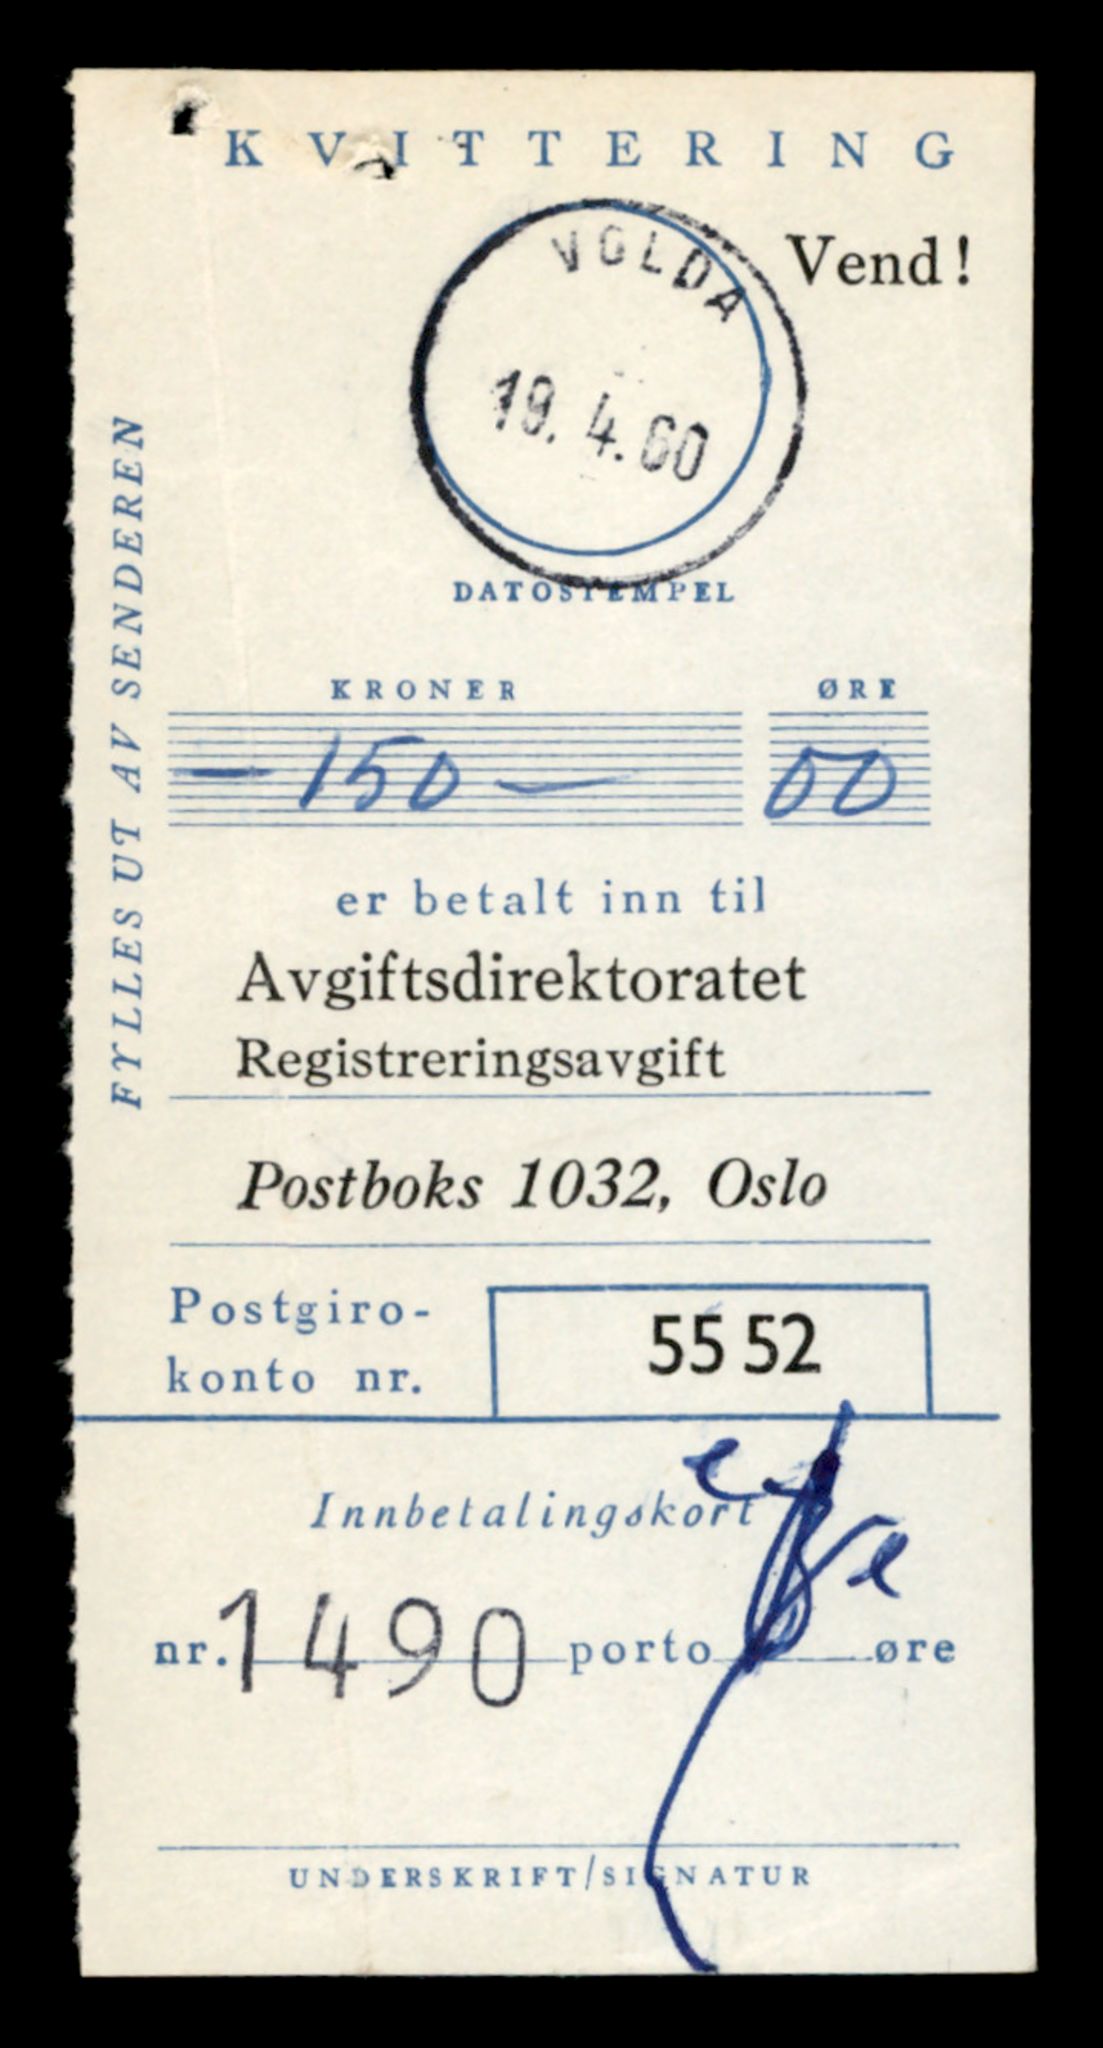 KVITTERING
Vend!
VOLDA
19.4.60
DATOSTEMPEL
FYLLES UT AV SENDEREN
KRONER ØRE
— 150 — 00
er betalt inn til
Avgiftsdirektoratet
Registreringsavgift
Postboks 1032, Oslo
Postgiro-
konto nr.
55 52
Innbetalingskort
nr. 1490 porto øre
UNDERSKRIFT/SIGNATUR